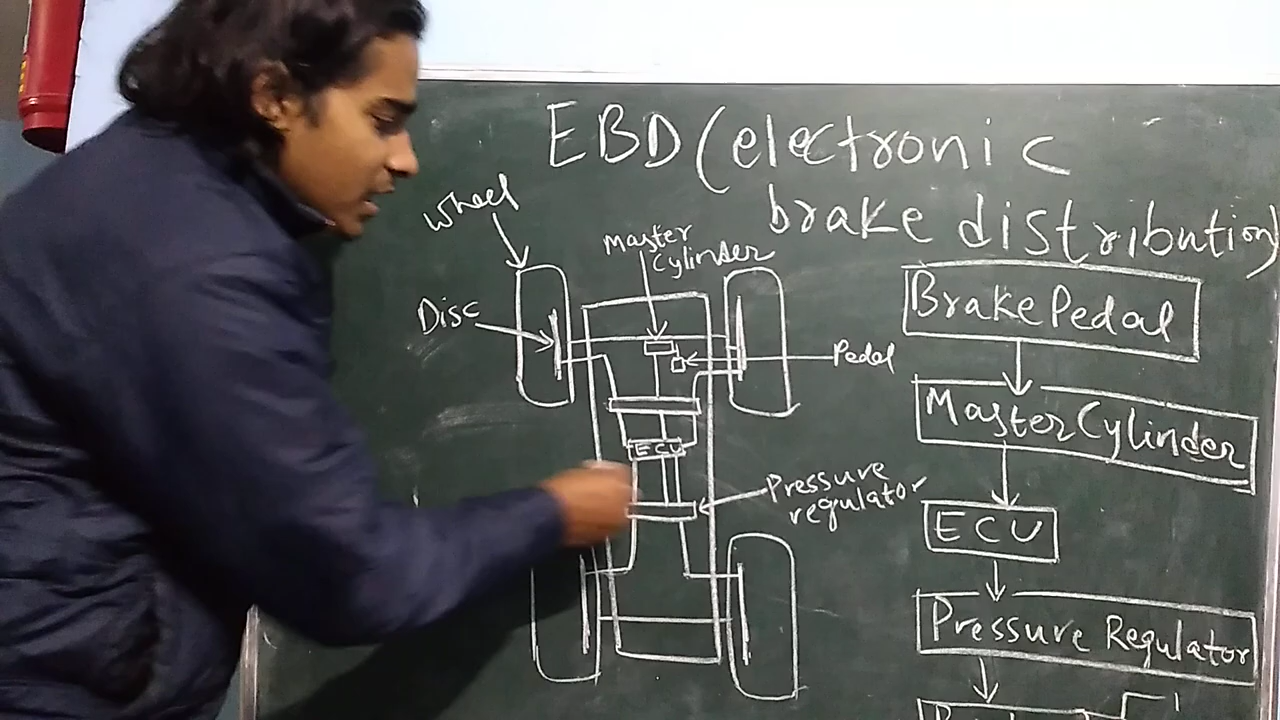 EBD (electronic
brake distribution)
Wheel
Master
Cylinder
Disc
Pedal
ECU
Pressure
regulator
Brake Pedal
Master Cylinder
ECU
Pressure Regulator